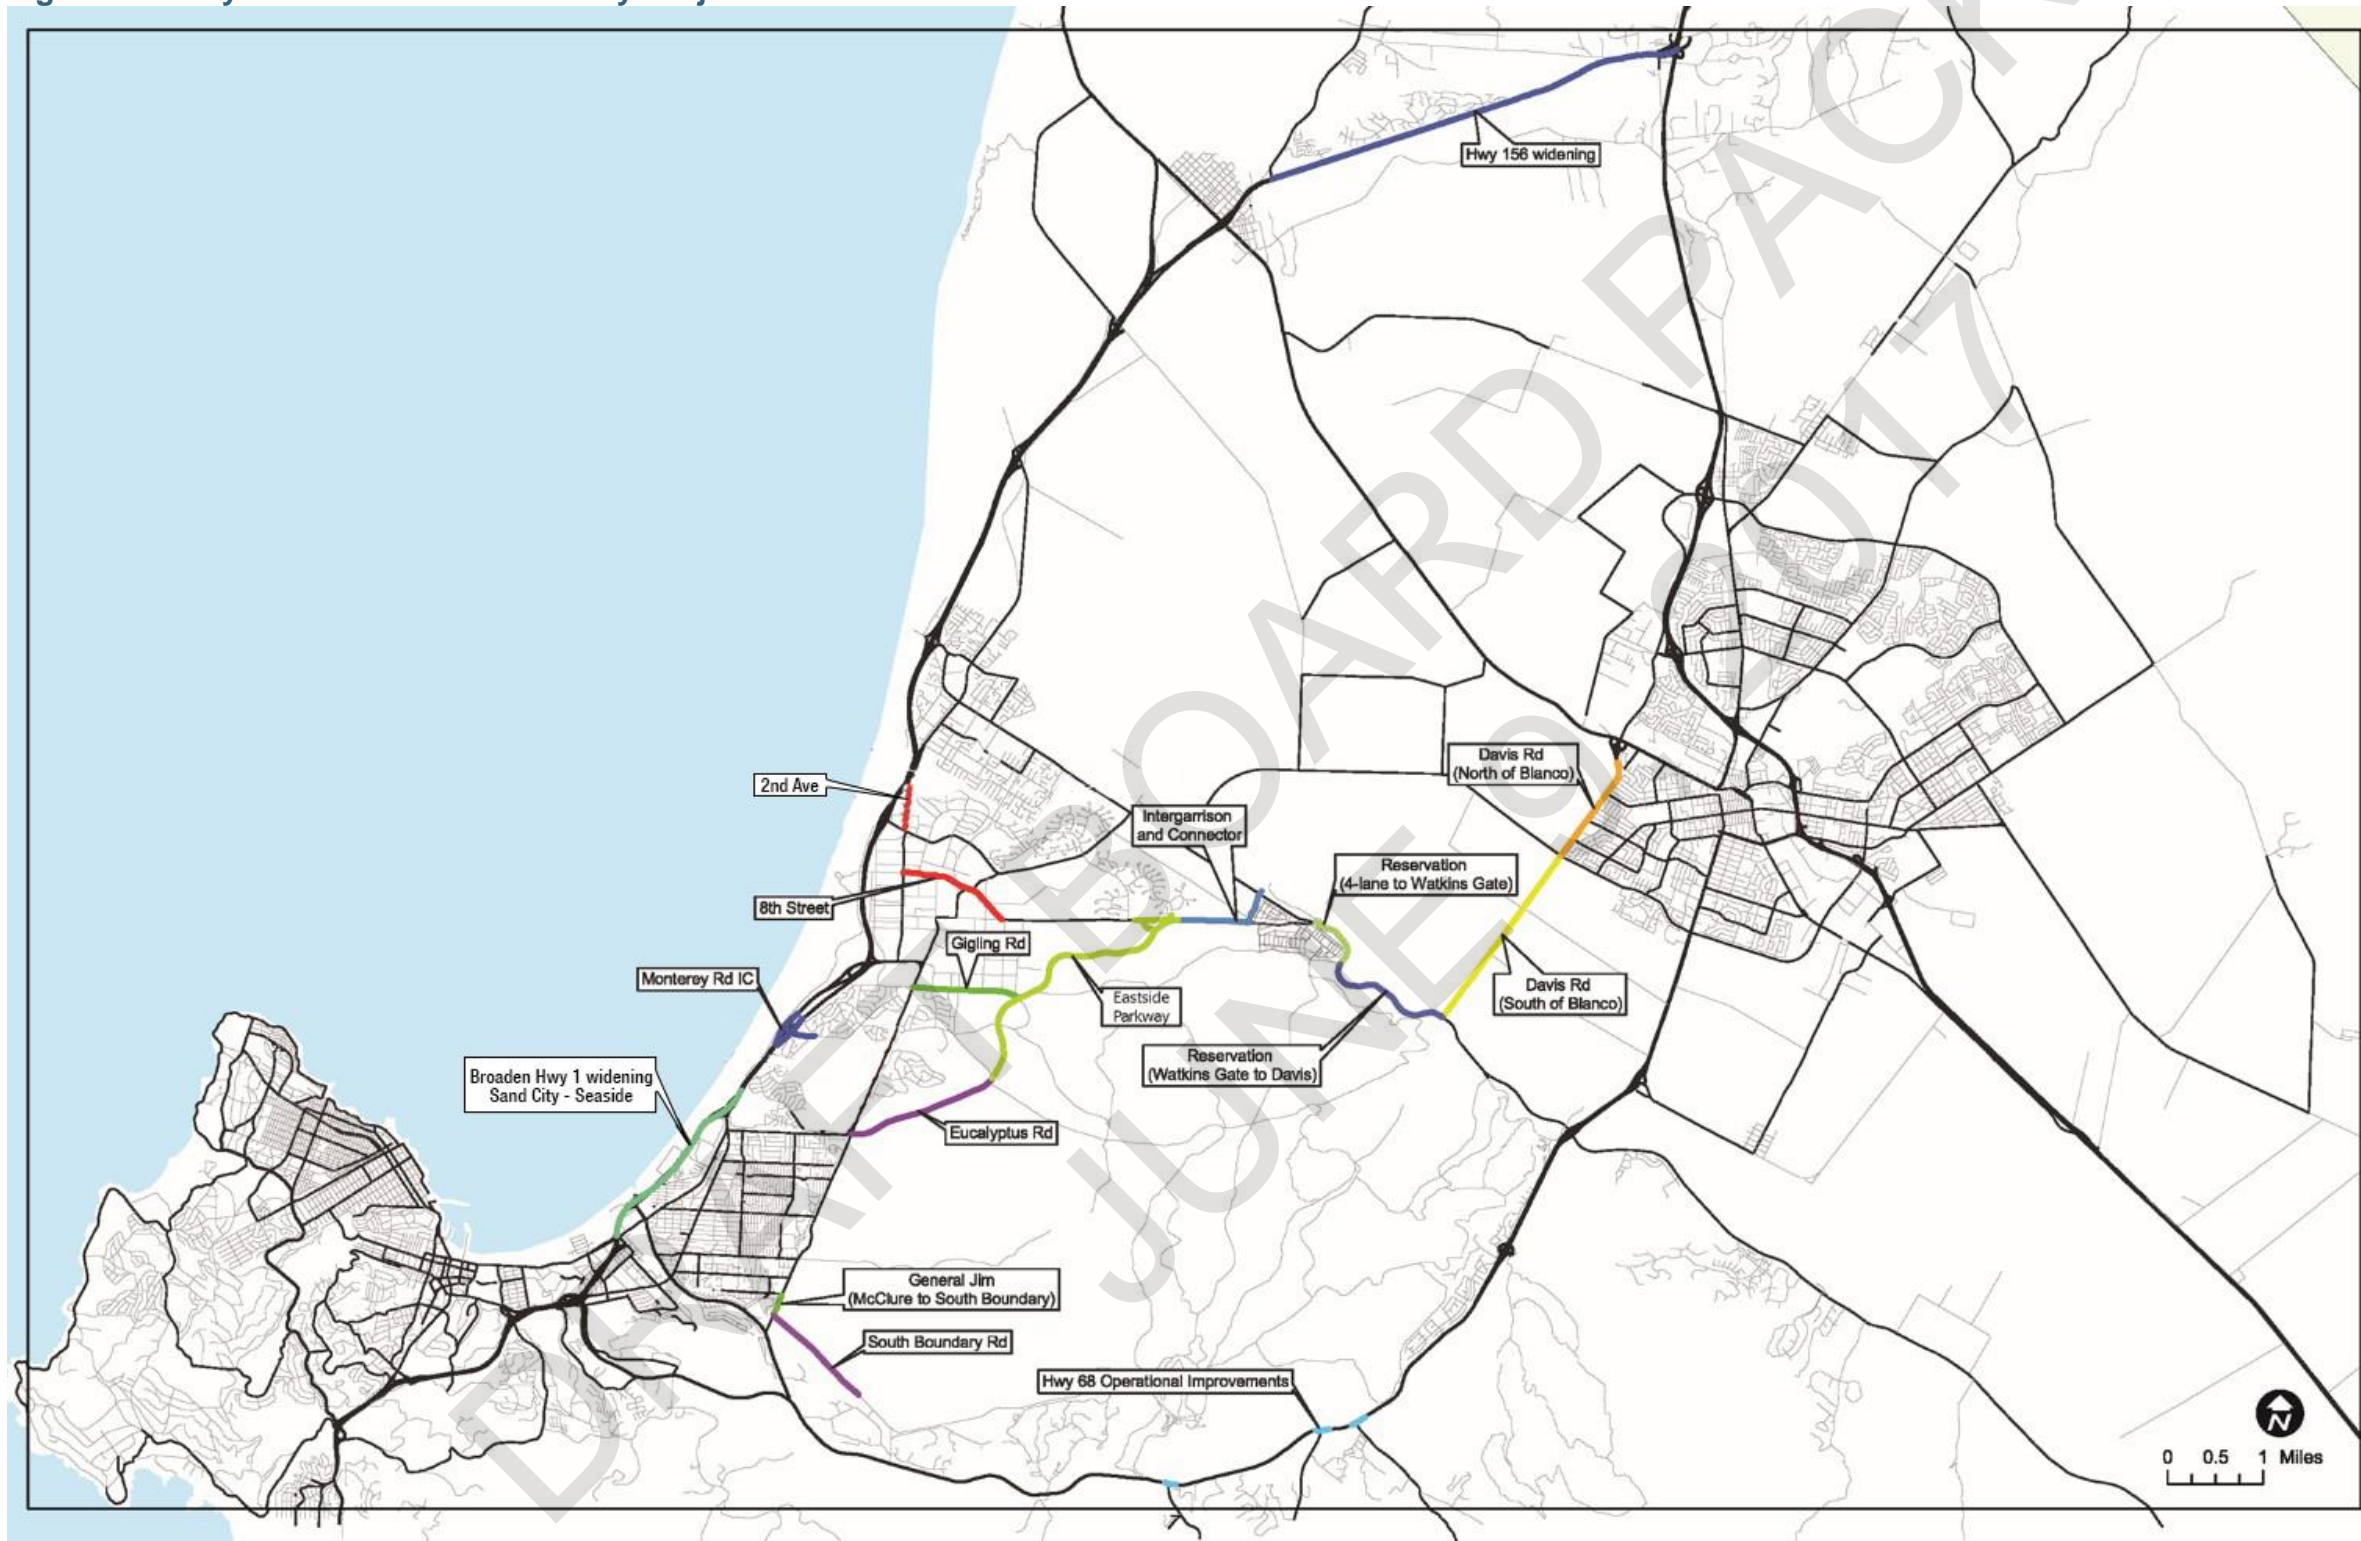 Hwy 156 widening
2nd Ave
Davis Rd
(North of Blanco)
Intergarrison
and Connector
Reservation
(4-lane to Watkins Gate)
8th Street
Gigling Rd
Monterey Rd IC
Eastside
Parkway
Davis Rd
(South of Blanco)
Reservation
(Watkins Gate to Davis)
Broaden Hwy 1 widening
Sand City - Seaside
Eucalyptus Rd
General Jim
(McClure to South Boundary)
South Boundary Rd
Hwy 68 Operational Improvements
N
0 0.5 1 Miles
DRAFT BOARD PACK
JUNE 9, 2017